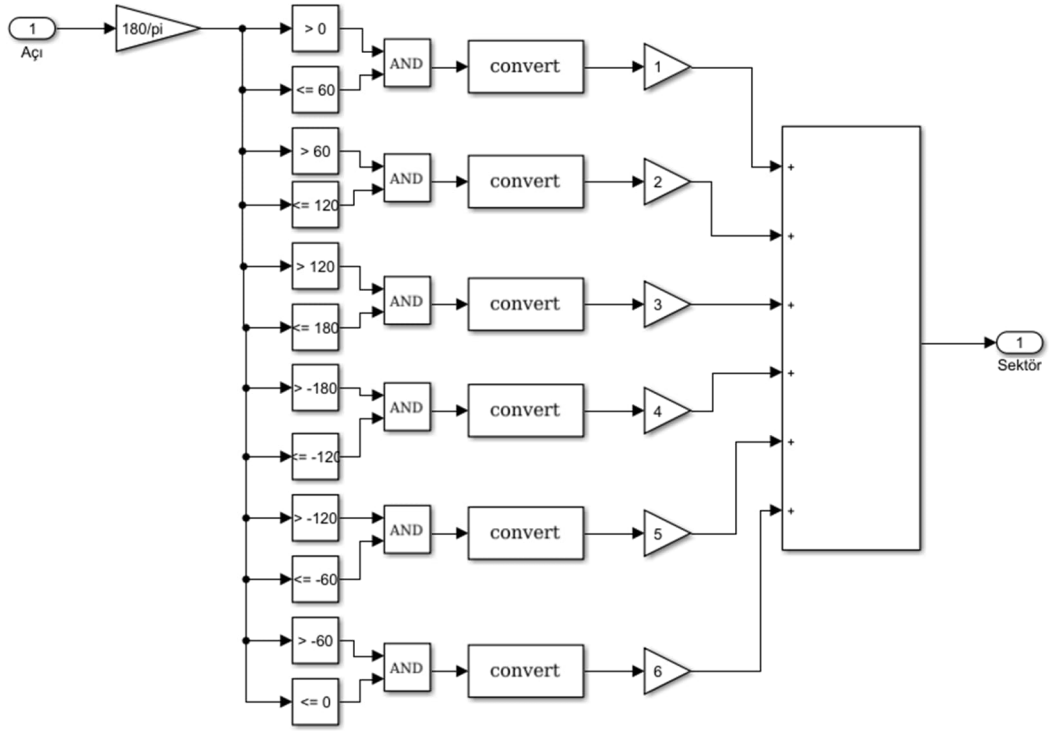 1
Açı
180/pi
> 0
<= 60
AND
convert
1
> 60
<= 120
AND
convert
2
> 120
<= 180
AND
convert
3
> -180
<= -120
AND
convert
4
> -120
<= -60
AND
convert
5
> -60
<= 0
AND
convert
6
+
+
+
+
+
+
1
Sektör